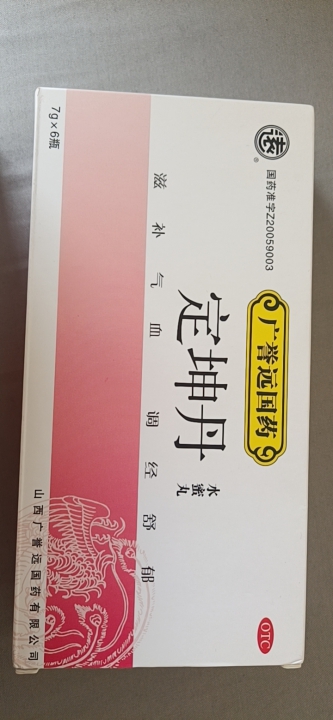 远
®
国药准字Z20059003
广誉远国药
定坤丹
水蜜丸
滋补气血 调经舒郁
OTC
7g×6瓶
山西广誉远国药有限公司